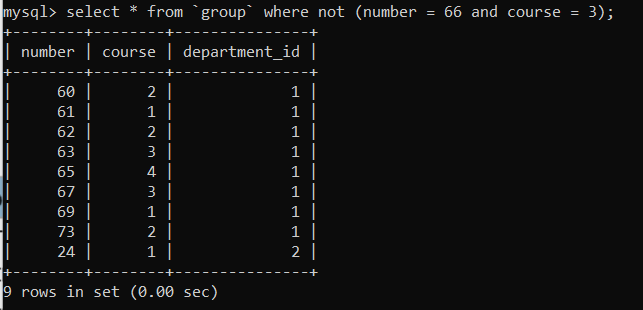 mysql> select * from `group` where not (number = 66 and course = 3);
+--------+--------+---------------+
| number | course | department_id |
+--------+--------+---------------+
|     60 |      2 |             1 |
|     61 |      1 |             1 |
|     62 |      2 |             1 |
|     63 |      3 |             1 |
|     65 |      4 |             1 |
|     67 |      3 |             1 |
|     69 |      1 |             1 |
|     73 |      2 |             1 |
|     24 |      1 |             2 |
+--------+--------+---------------+
9 rows in set (0.00 sec)